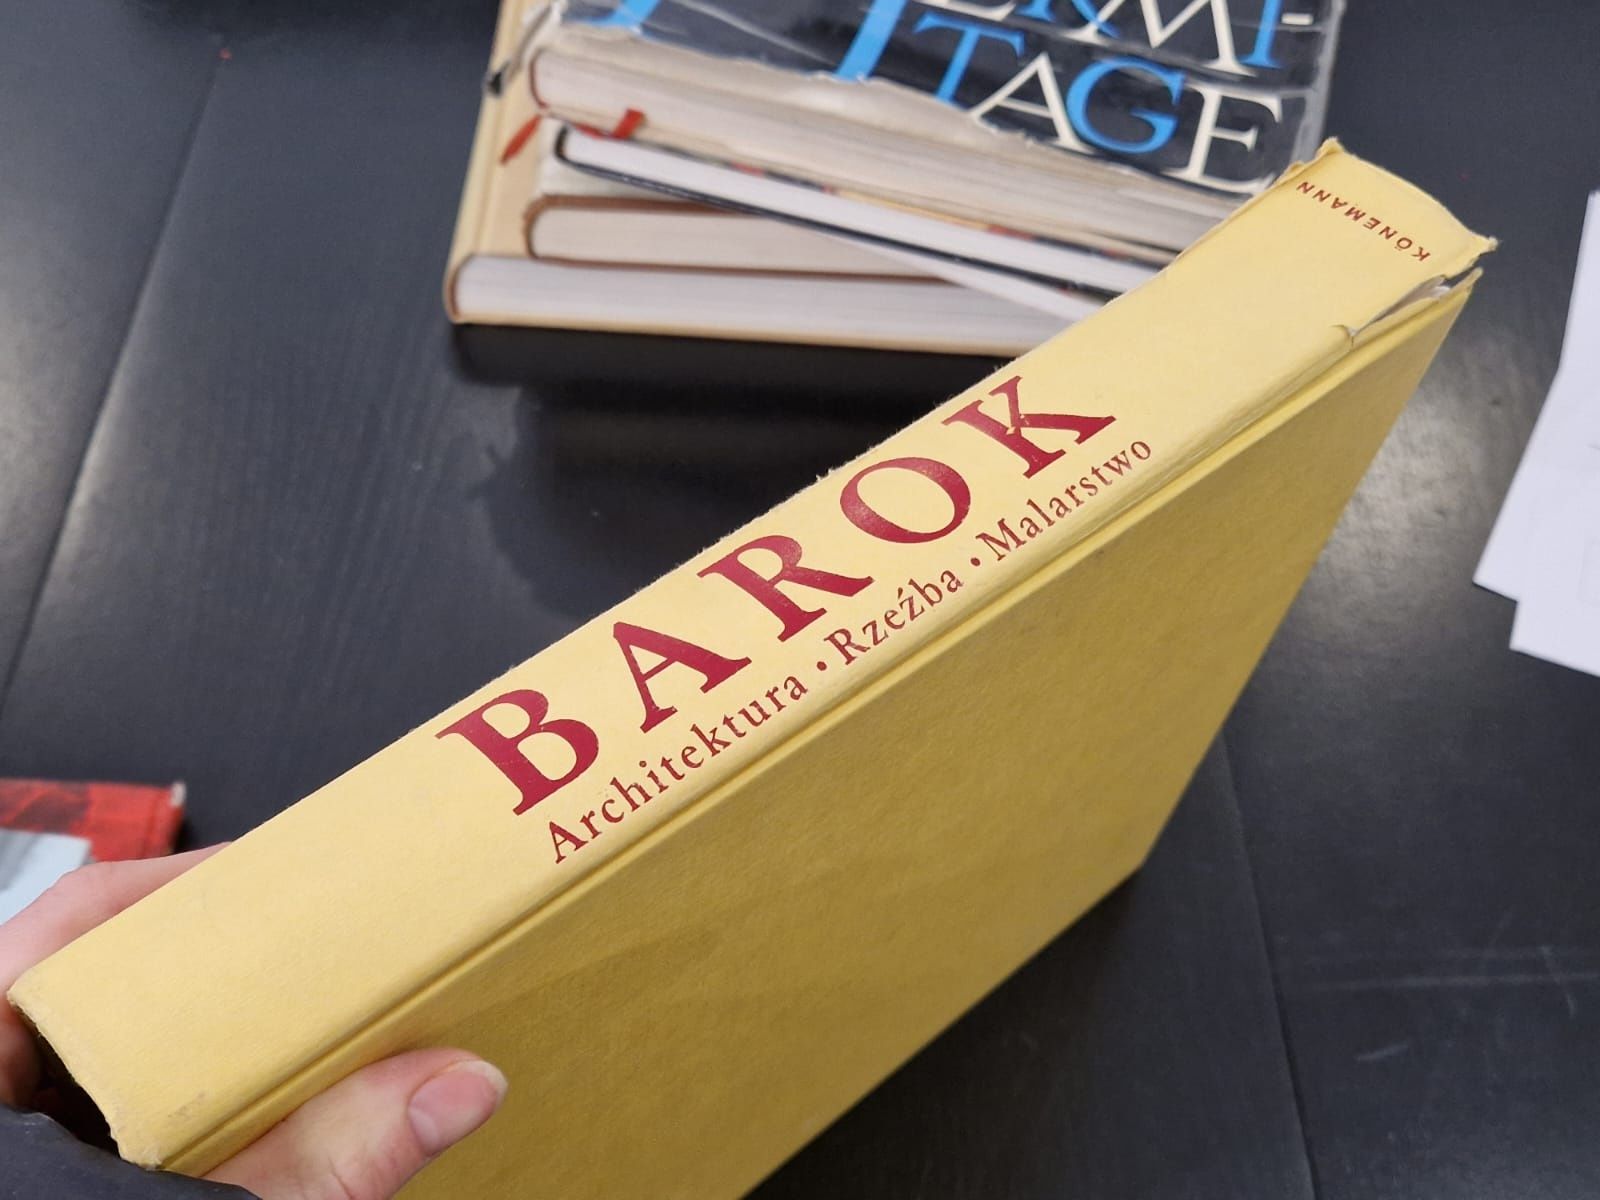 TAGE
KÖNEMANN
BAROK
Architektura • Rzeźba • Malarstwo